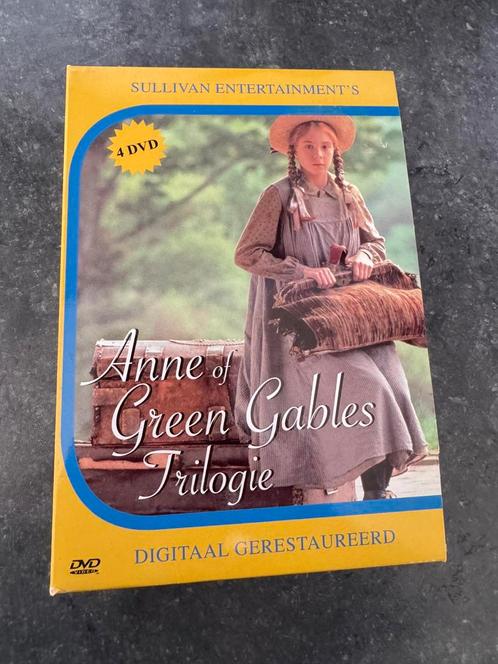 SULLIVAN ENTERTAINMENT'S
4 DVD
Anne of
Green Gables
Trilogie
DIGITAAL GERESTAUREERD
DVD
VIDEO